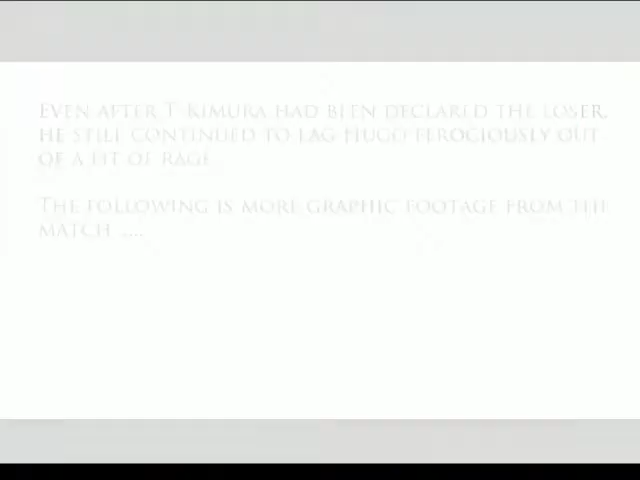 EVEN AFTER T-KIMURA HAD BEEN DECLARED THE LOSER,
HE STILL CONTINUED TO LAG HUGO FEROCIOUSLY OUT
OF A FIT OF RAGE.
THE FOLLOWING IS MORE GRAPHIC FOOTAGE FROM THE
MATCH .....